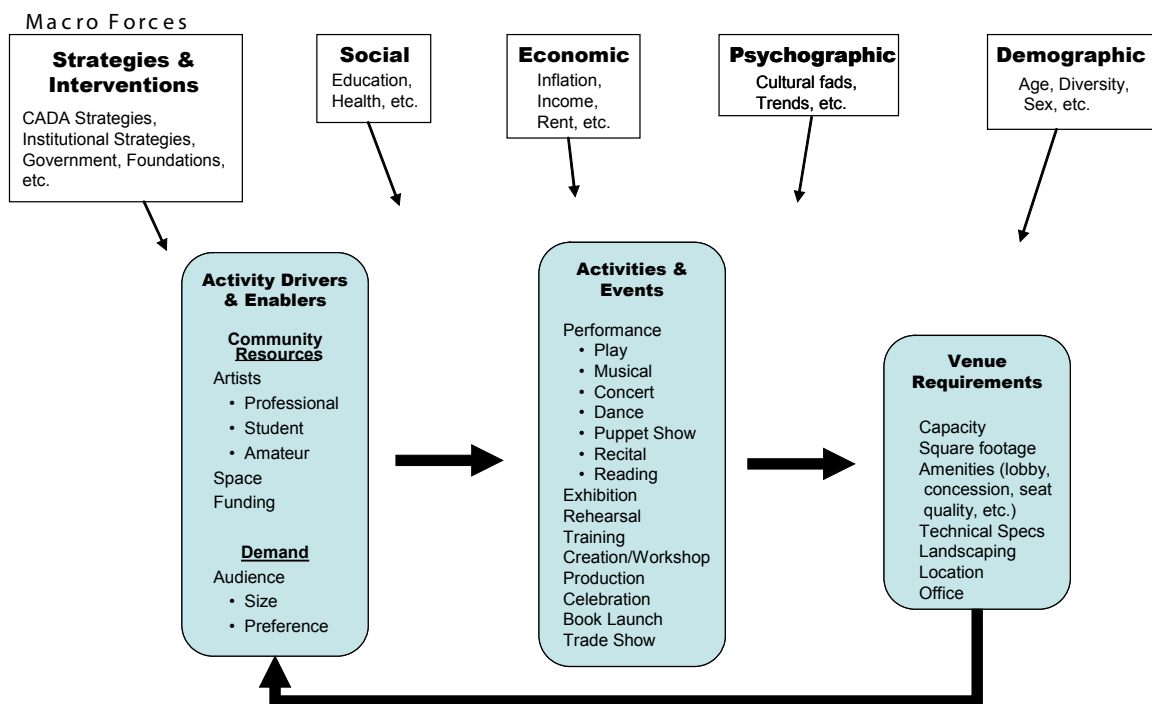 Macro Forces
Strategies &
Interventions
CADA Strategies,
Institutional Strategies,
Government, Foundations,
etc.
Social
Education,
Health, etc.
Economic
Inflation,
Income,
Rent, etc.
Psychographic
Cultural fads,
Trends, etc.
Demographic
Age, Diversity,
Sex, etc.
Activity Drivers
& Enablers
Community
Resources
Artists
• Professional
• Student
• Amateur
Space
Funding
Demand
Audience
• Size
• Preference
Activities &
Events
Performance
• Play
• Musical
• Concert
• Dance
• Puppet Show
• Recital
• Reading
Exhibition
Rehearsal
Training
Creation/Workshop
Production
Celebration
Book Launch
Trade Show
Venue
Requirements
Capacity
Square footage
Amenities (lobby,
concession, seat
quality, etc.)
Technical Specs
Landscaping
Location
Office